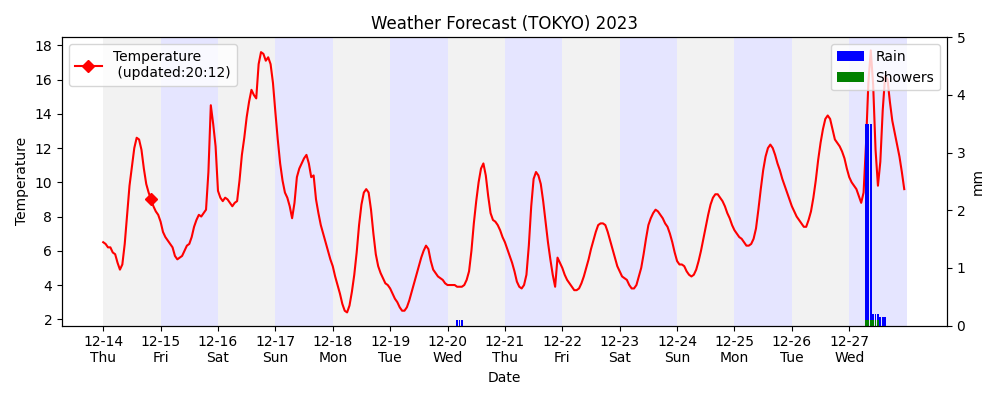 Weather Forecast (TOKYO) 2023
Temperature
(updated:20:12)
Rain
Showers
Temperature
18
16
14
12
10
8
6
4
2
5
4
3
2
1
0
mm
12-14 12-15 12-16 12-17 12-18 12-19 12-20 12-21 12-22 12-23 12-24 12-25 12-26 12-27
Thu Fri Sat Sun Mon Tue Wed Thu Fri Sat Sun Mon Tue Wed
Date